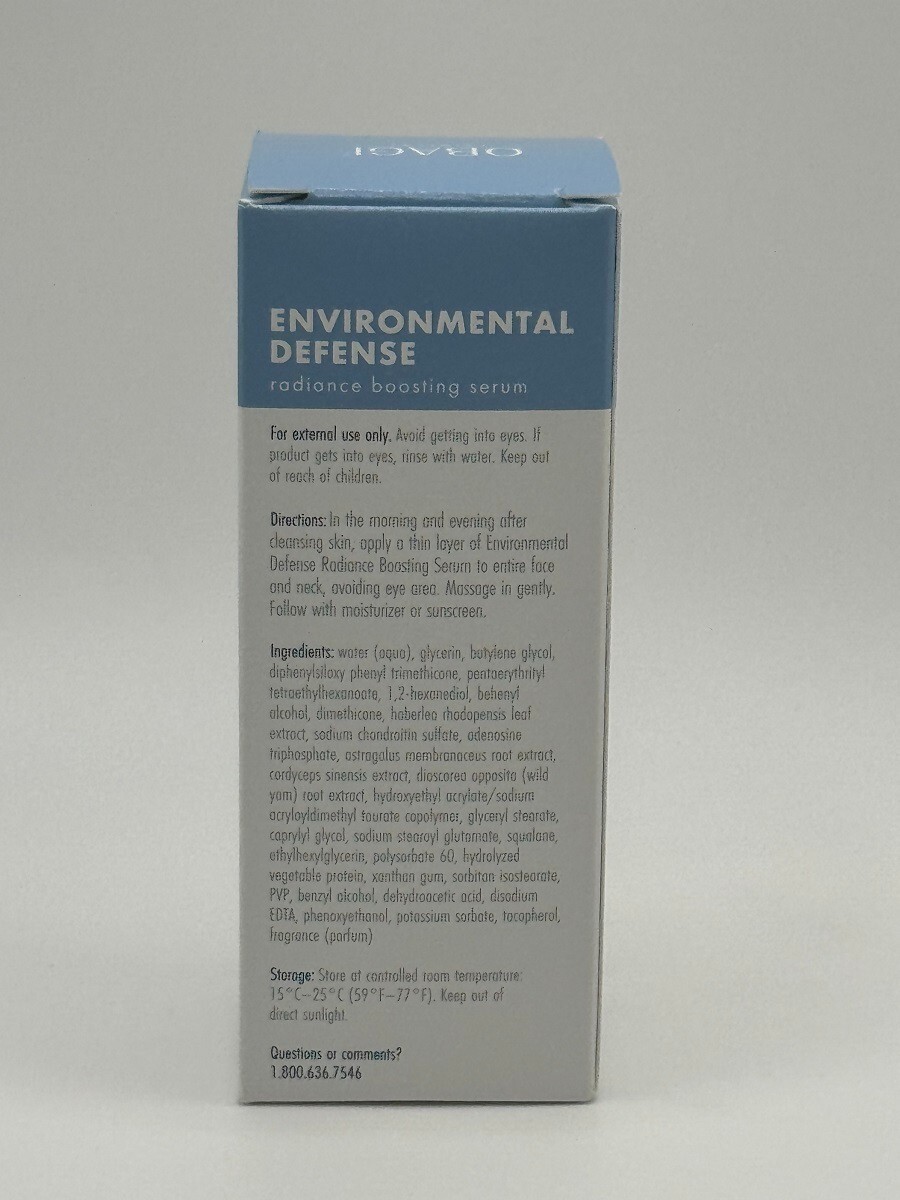 OBAGI
ENVIRONMENTAL
DEFENSE
radiance boosting serum
For external use only. Avoid getting into eyes. If
product gets into eyes, rinse with water. Keep out
of reach of children.
Directions: In the morning and evening after
cleansing skin, apply a thin layer of Environmental
Defense Radiance Boosting Serum to entire face
and neck, avoiding eye area. Massage in gently.
Follow with moisturizer or sunscreen.
Ingredients: water (aqua), glycerin, butylene glycol,
diphenylsiloxy phenyl trimethicone, pentaerythrityl
tetraethylhexanoate, 1,2-hexanediol, behenyl
alcohol, dimethicone, haberlea rhodopensis leaf
extract, sodium chondroitin sulfate, adenosine
triphosphate, astragalus membranaceus root extract,
cordyceps sinensis extract, dioscorea opposita (wild
yam) root extract, hydroxyethyl acrylate/sodium
acryloyldimethyl taurate copolymer, glyceryl stearate,
caprylyl glycol, sodium stearoyl glutamate, squalane,
ethylhexylglycerin, polysorbate 60, hydrolyzed
vegetable protein, xanthan gum, sorbitan isostearate,
PVP, benzyl alcohol, dehydroacetic acid, disodium
EDTA, phenoxyethanol, potassium sorbate, tocopherol,
fragrance (parfum)
Storage: Store at controlled room temperature:
15°C–25°C (59°F–77°F). Keep out of
direct sunlight.
Questions or comments?
1.800.636.7546